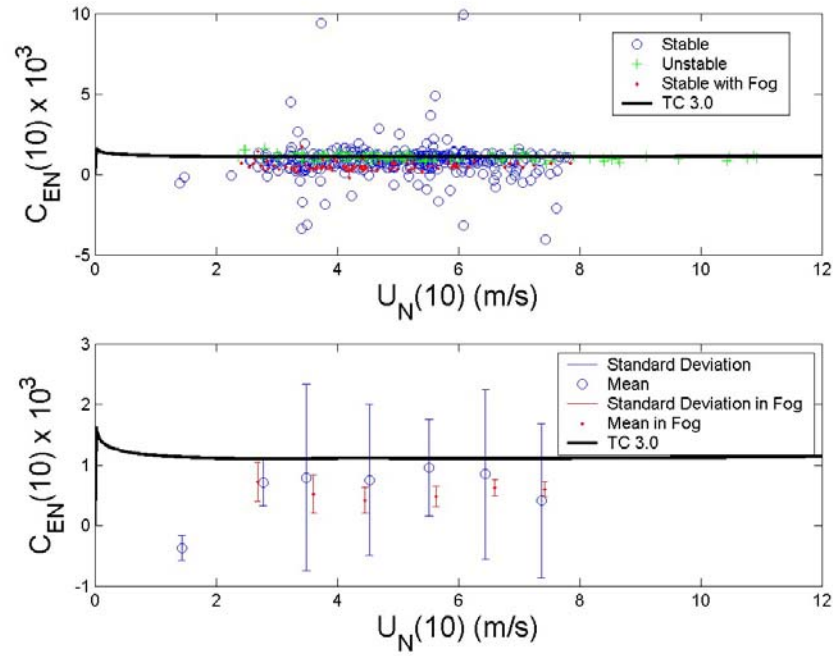 10
5
0
-5
C_EN(10) x 10^3
Stable
Unstable
Stable with Fog
TC 3.0
0 2 4 6 8 10 12
U_N(10) (m/s)
3
2
1
0
-1
C_EN(10) x 10^3
Standard Deviation
Mean
Standard Deviation in Fog
Mean in Fog
TC 3.0
0 2 4 6 8 10 12
U_N(10) (m/s)